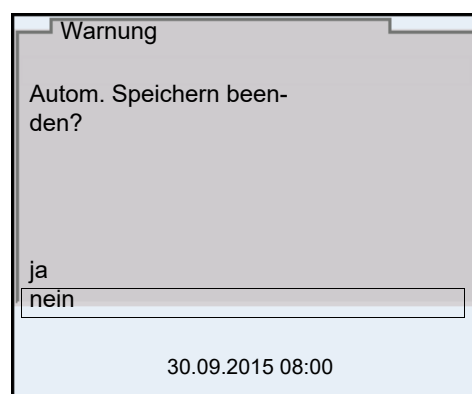 Warnung
Autom. Speichern been-
den?
ja
nein
30.09.2015 08:00